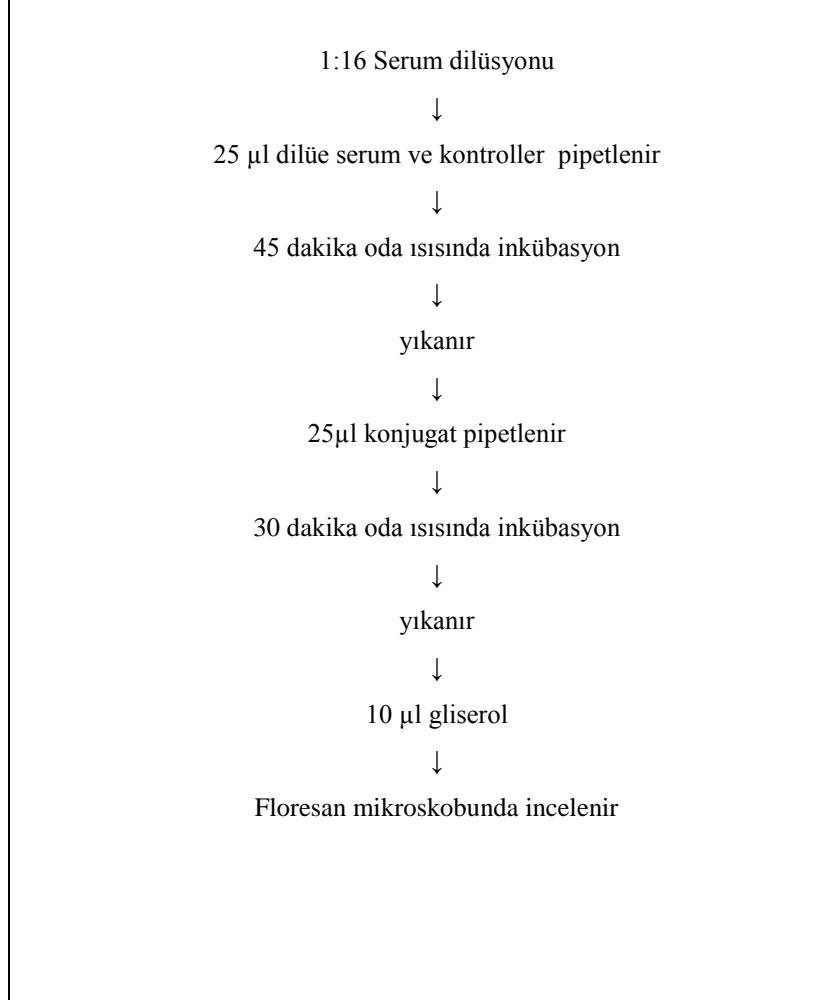 1:16 Serum dilüsyonu
↓
25 µl dilüe serum ve kontroller  pipetlenir
↓
45 dakika oda ısısında inkübasyon
↓
yıkanır
↓
25µl konjugat pipetlenir
↓
30 dakika oda ısısında inkübasyon
↓
yıkanır
↓
10 µl gliserol
↓
Floresan mikroskobunda incelenir